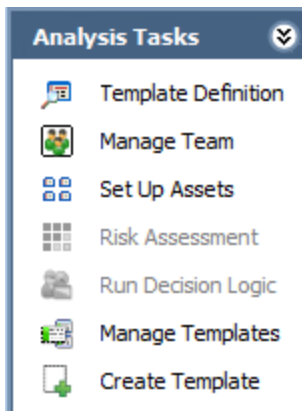 Analysis Tasks
Template Definition
Manage Team
Set Up Assets
Risk Assessment
Run Decision Logic
Manage Templates
Create Template